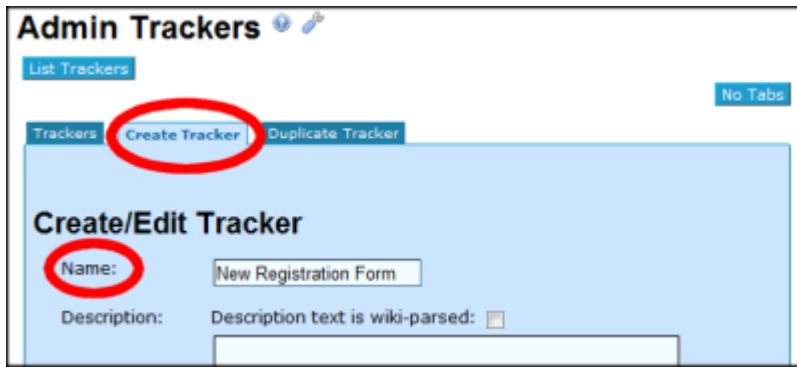 Admin Trackers
List Trackers
No Tabs
Trackers Create Tracker Duplicate Tracker
Create/Edit Tracker
Name: New Registration Form
Description: Description text is wiki-parsed: